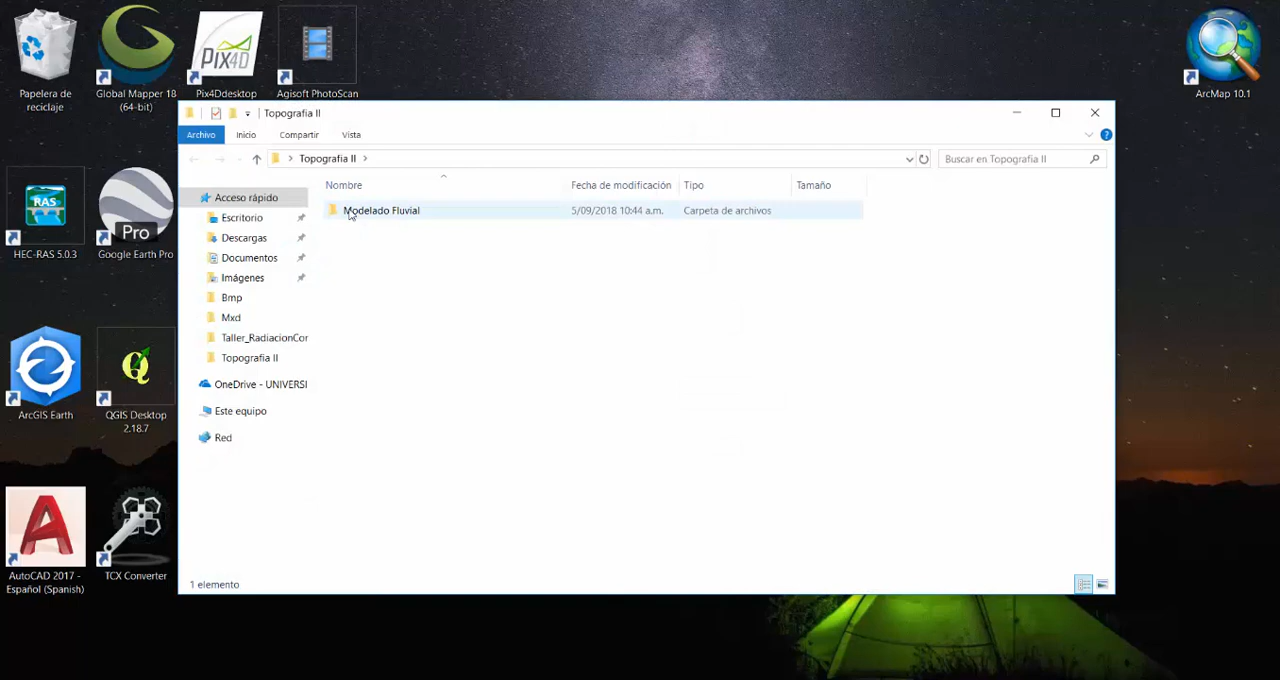 Papelera de
reciclaje
Global Mapper 18
(64-bit)
PiX4D
Pix4Ddesktop
Agisoft PhotoScan
ArcMap 10.1
Topografia II
Archivo Inicio Compartir Vista
Topografia II
Buscar en Topografia II
Nombre Fecha de modificación Tipo Tamaño
Modelado Fluvial 5/09/2018 10:44 a.m. Carpeta de archivos
Acceso rápido
Escritorio
Descargas
Documentos
Imágenes
Bmp
Mxd
Taller_RadiacionCor
Topografia II
OneDrive - UNIVERSI
Este equipo
Red
1 elemento
RAS
HEC-RAS 5.0.3
Pro
Google Earth Pro
ArcGIS Earth
QGIS Desktop
2.18.7
AutoCAD 2017 -
Español (Spanish)
TCX Converter